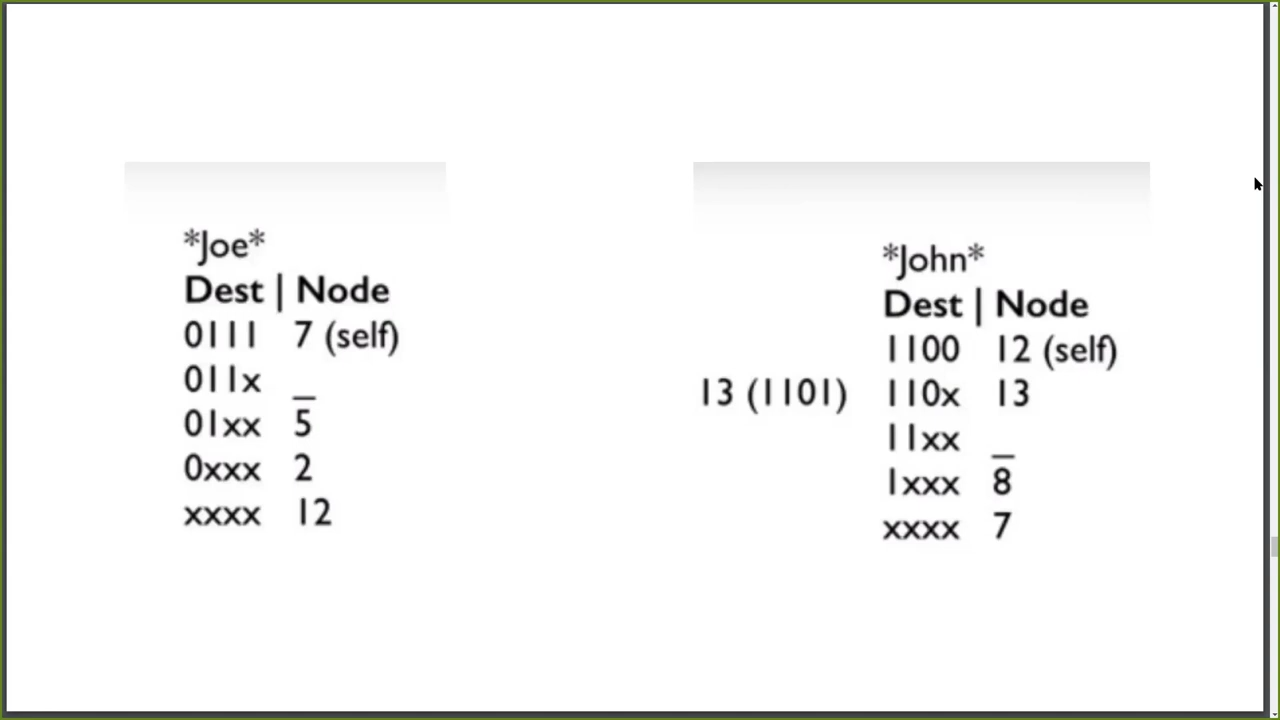 *Joe*
Dest | Node
0111 7 (self)
011x _
01xx 5
0xxx 2
xxxx 12
*John*
Dest | Node
1100 12 (self)
13 (1101) 110x 13
11xx _
1xxx 8
xxxx 7